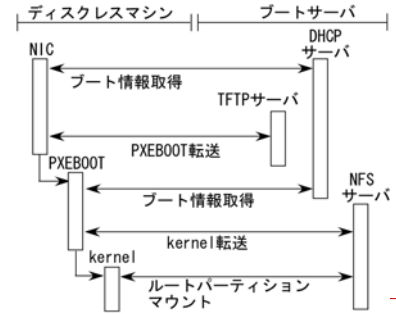 ディスクレスマシン
ブートサーバ
NIC
DHCP
サーバ
ブート情報取得
TFTPサーバ
PXEBOOT転送
PXEBOOT
NFS
サーバ
ブート情報取得
kernel転送
kernel
ルートパーティション
マウント